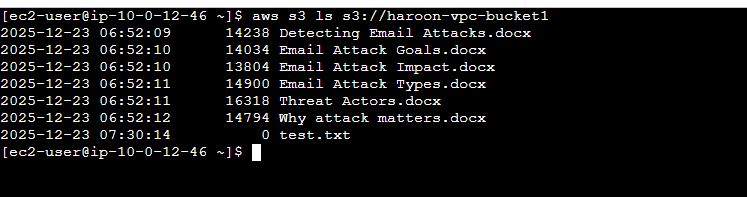 [ec2-user@ip-10-0-12-46 ~]$ aws s3 ls s3://haroon-vpc-bucket1
2025-12-23 06:52:09      14238 Detecting Email Attacks.docx
2025-12-23 06:52:10      14034 Email Attack Goals.docx
2025-12-23 06:52:10      13804 Email Attack Impact.docx
2025-12-23 06:52:11      14900 Email Attack Types.docx
2025-12-23 06:52:11      16318 Threat Actors.docx
2025-12-23 06:52:12      14794 Why attack matters.docx
2025-12-23 07:30:14          0 test.txt
[ec2-user@ip-10-0-12-46 ~]$